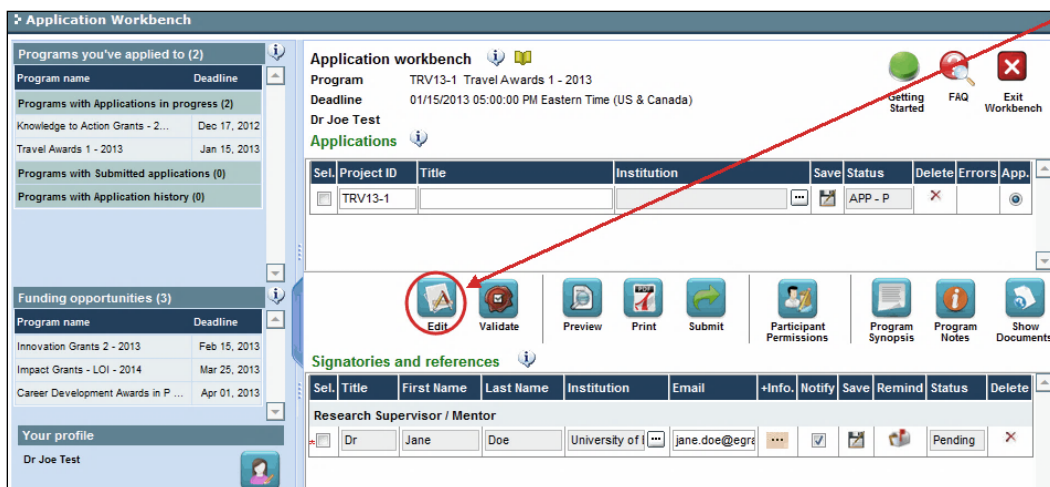 Application Workbench
Programs you've applied to (2)
Program name Deadline
Programs with Applications in progress (2)
Knowledge to Action Grants - 2... Dec 17, 2012
Travel Awards 1 - 2013 Jan 15, 2013
Programs with Submitted applications (0)
Programs with Application history (0)
Funding opportunities (3)
Program name Deadline
Innovation Grants 2 - 2013 Feb 15, 2013
Impact Grants - LOI - 2014 Mar 25, 2013
Career Development Awards in P ... Apr 01, 2013
Your profile
Dr Joe Test
Application workbench
Program TRV13-1 Travel Awards 1 - 2013
Deadline 01/15/2013 05:00:00 PM Eastern Time (US & Canada)
Dr Joe Test
Getting Started
FAQ
Exit Workbench
Applications
Sel. Project ID Title Institution Save Status Delete Errors App.
TRV13-1 ... APP - P
Edit Validate Preview Print Submit Participant Permissions Program Synopsis Program Notes Show Documents
Signatories and references
Sel. Title First Name Last Name Institution Email +Info. Notify Save Remind Status Delete
Research Supervisor / Mentor
Dr Jane Doe University of ... jane.doe@egra ... Pending